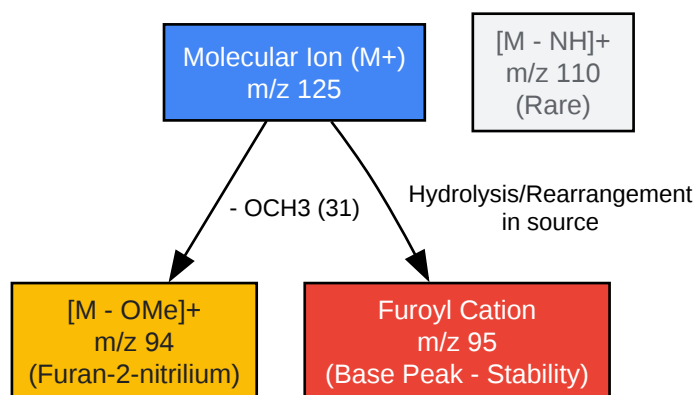 Molecular Ion (M+)
m/z 125
[M - NH]+
m/z 110
(Rare)
- OCH3 (31)
Hydrolysis/Rearrangement
in source
[M - OMe]+
m/z 94
(Furan-2-nitrilium)
Furoyl Cation
m/z 95
(Base Peak - Stability)